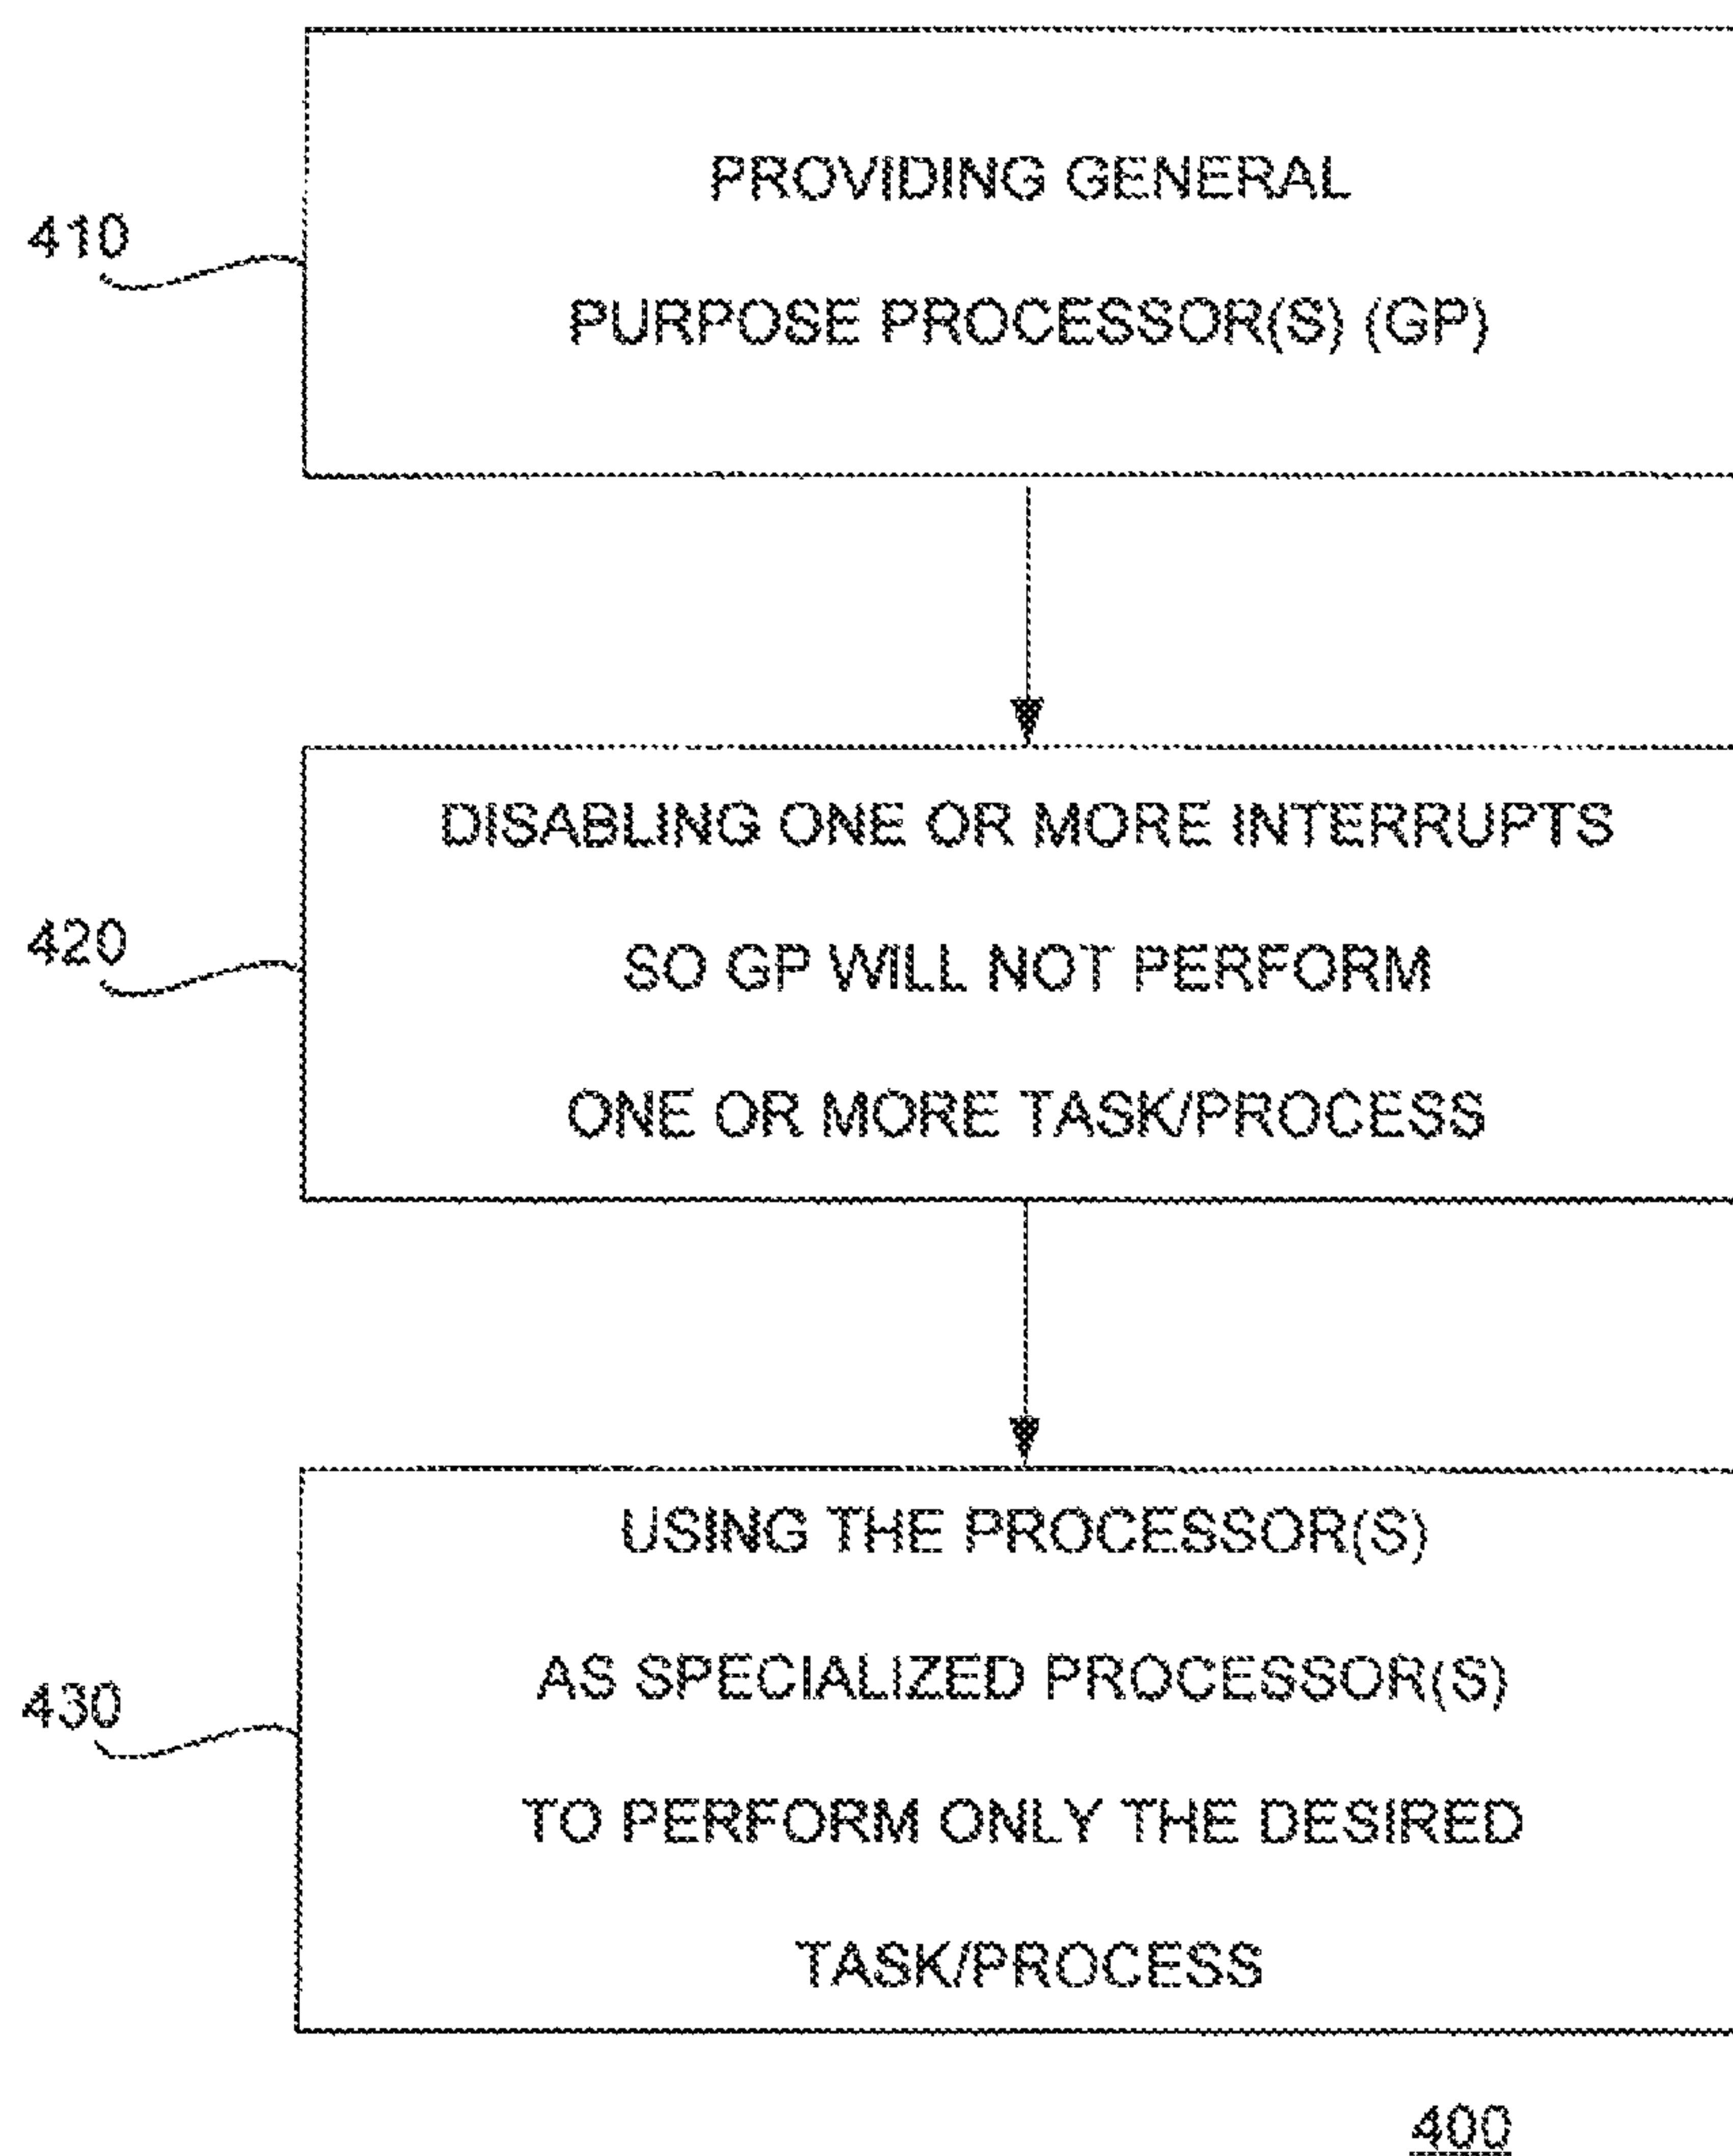 410
PROVIDING GENERAL
PURPOSE PROCESSOR(S) (GP)
420
DISABLING ONE OR MORE INTERRUPTS
SO GP WILL NOT PERFORM
ONE OR MORE TASK/PROCESS
430
USING THE PROCESSOR(S)
AS SPECIALIZED PROCESSOR(S)
TO PERFORM ONLY THE DESIRED
TASK/PROCESS
400